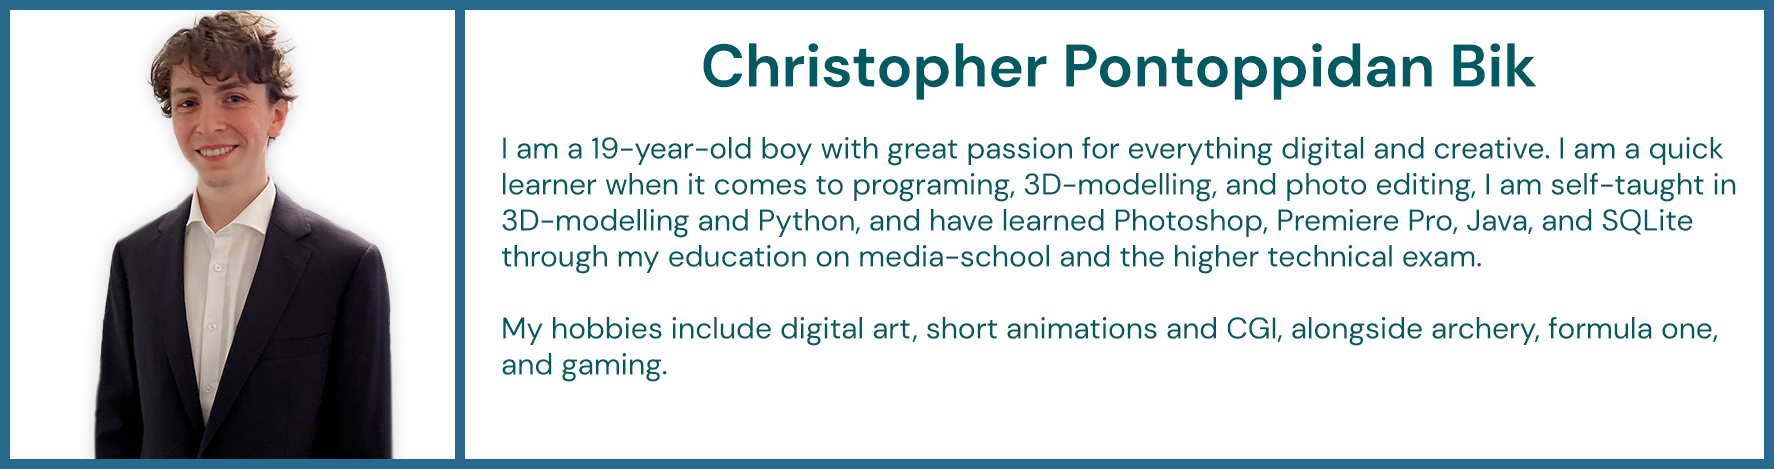 Christopher Pontoppidan Bik
I am a 19-year-old boy with great passion for everything digital and creative. I am a quick
learner when it comes to programing, 3D-modelling, and photo editing, I am self-taught in
3D-modelling and Python, and have learned Photoshop, Premiere Pro, Java, and SQLite
through my education on media-school and the higher technical exam.
My hobbies include digital art, short animations and CGI, alongside archery, formula one,
and gaming.